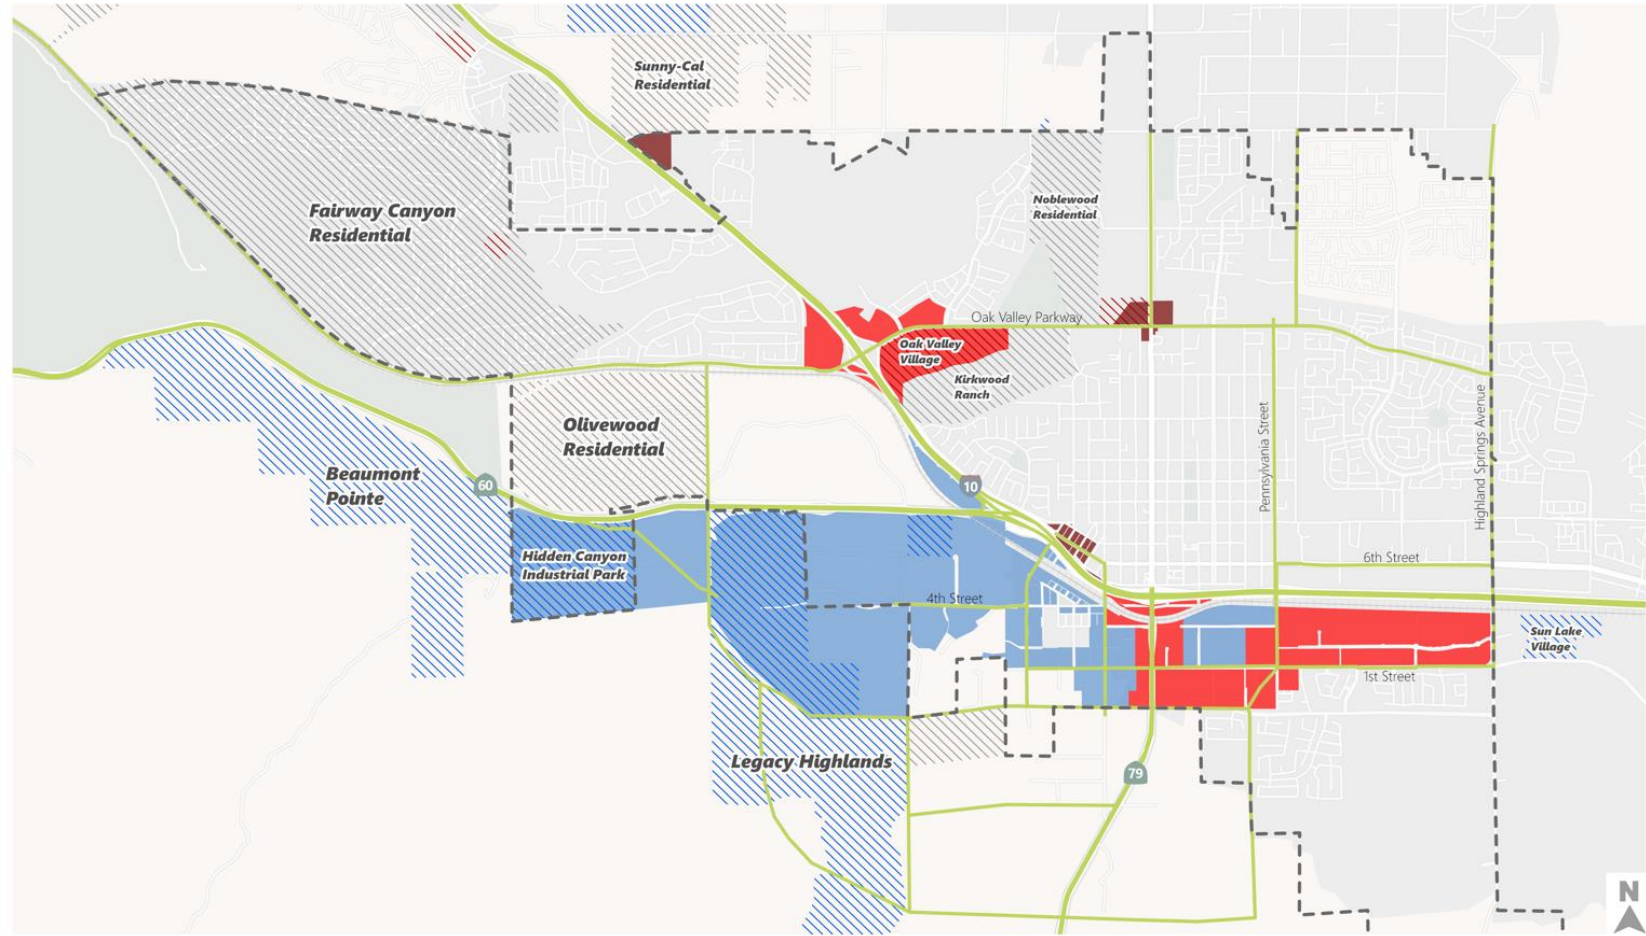 Sunny-Cal
Residential
Fairway Canyon
Residential
Noblewood
Residential
Oak Valley Parkway
Oak Valley
Village
Kirkwood
Ranch
Olivewood
Residential
Pennsylvania Street
Highland Springs Avenue
Beaumont
Pointe
60
10
Hidden Canyon
Industrial Park
6th Street
4th Street
Sun Lake
Village
1st Street
Legacy Highlands
79
N